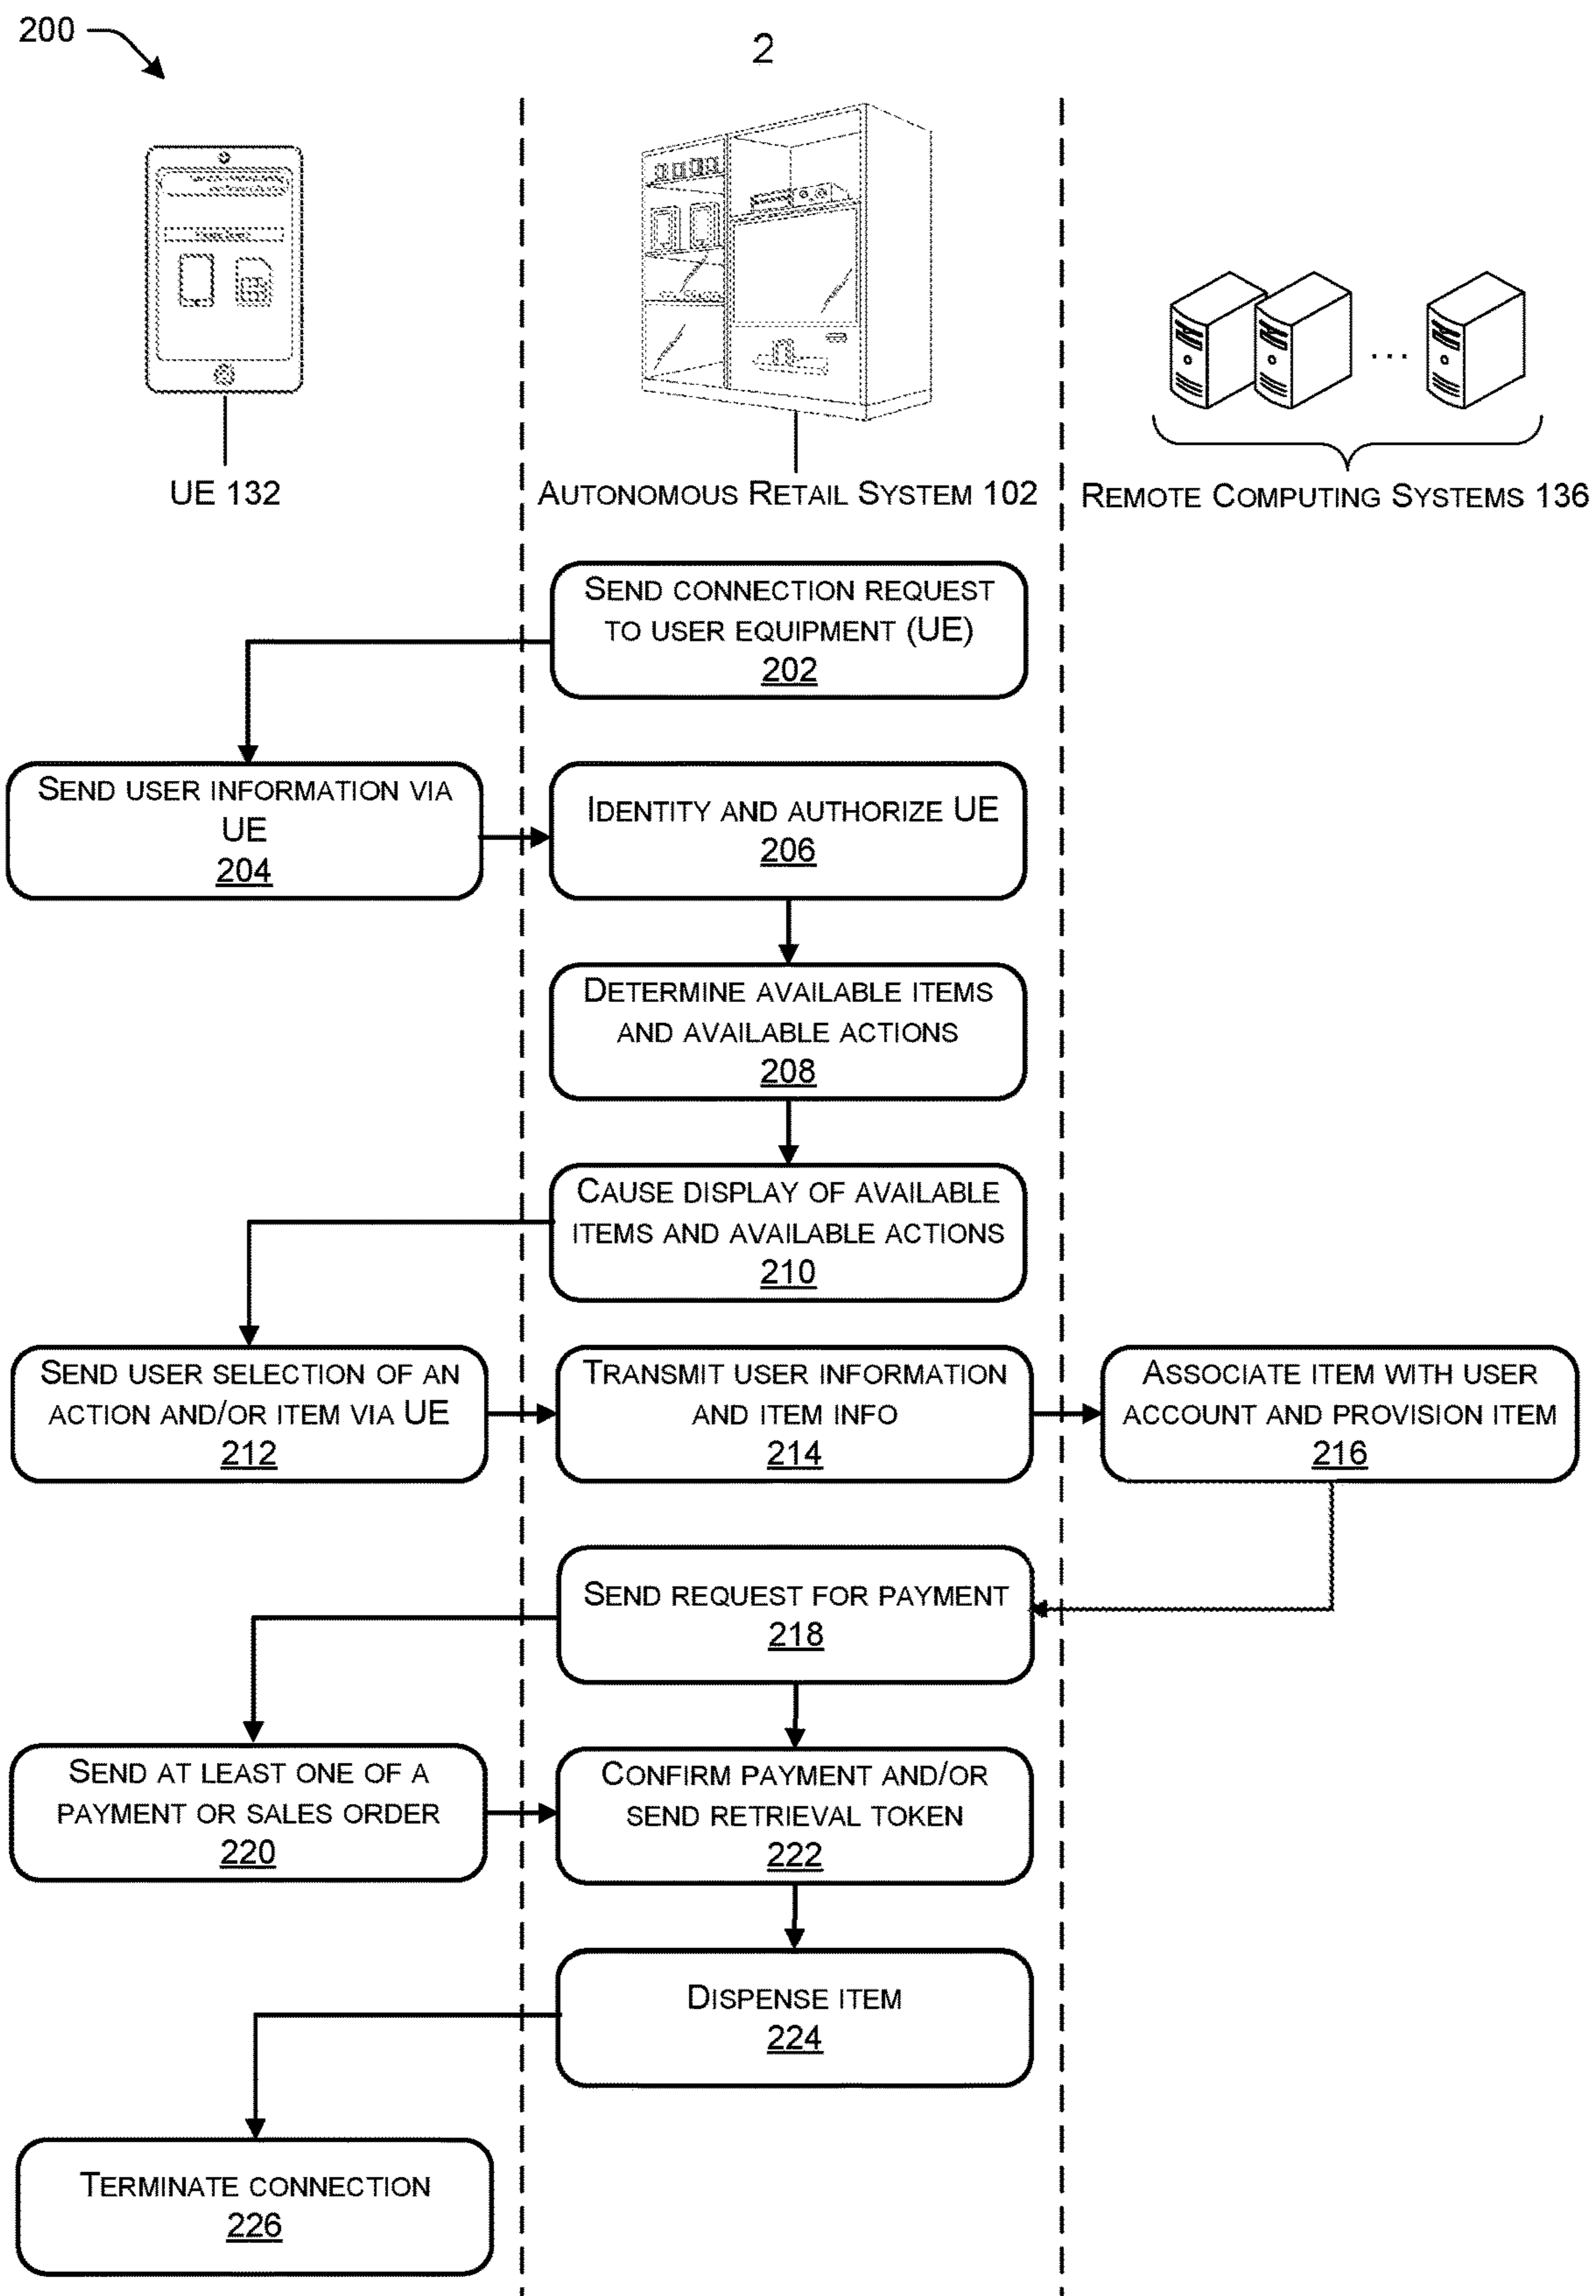 200
2
UE 132
AUTONOMOUS RETAIL SYSTEM 102
REMOTE COMPUTING SYSTEMS 136
SEND CONNECTION REQUEST
TO USER EQUIPMENT (UE)
202
SEND USER INFORMATION VIA
UE
204
IDENTITY AND AUTHORIZE UE
206
DETERMINE AVAILABLE ITEMS
AND AVAILABLE ACTIONS
208
CAUSE DISPLAY OF AVAILABLE
ITEMS AND AVAILABLE ACTIONS
210
SEND USER SELECTION OF AN
ACTION AND/OR ITEM VIA UE
212
TRANSMIT USER INFORMATION
AND ITEM INFO
214
ASSOCIATE ITEM WITH USER
ACCOUNT AND PROVISION ITEM
216
SEND REQUEST FOR PAYMENT
218
SEND AT LEAST ONE OF A
PAYMENT OR SALES ORDER
220
CONFIRM PAYMENT AND/OR
SEND RETRIEVAL TOKEN
222
DISPENSE ITEM
224
TERMINATE CONNECTION
226